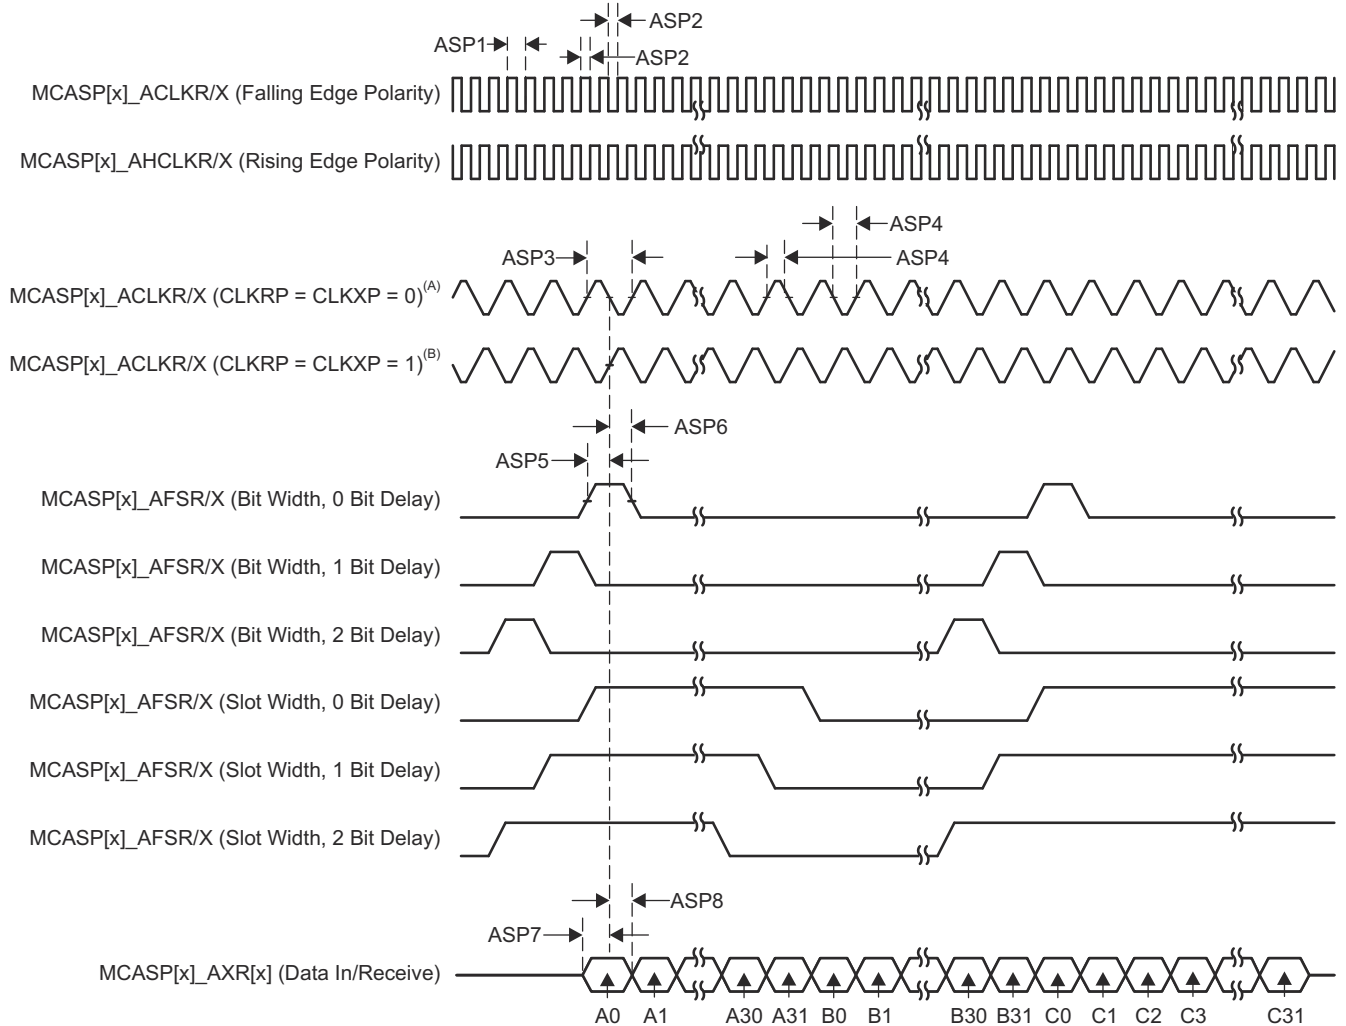 ASP2
ASP1
ASP2
MCASP[x]_ACLKR/X (Falling Edge Polarity)
MCASP[x]_AHCLKR/X (Rising Edge Polarity)
ASP4
ASP3
ASP4
MCASP[x]_ACLKR/X (CLKRP = CLKXP = 0)(A)
MCASP[x]_ACLKR/X (CLKRP = CLKXP = 1)(B)
ASP6
ASP5
MCASP[x]_AFSR/X (Bit Width, 0 Bit Delay)
MCASP[x]_AFSR/X (Bit Width, 1 Bit Delay)
MCASP[x]_AFSR/X (Bit Width, 2 Bit Delay)
MCASP[x]_AFSR/X (Slot Width, 0 Bit Delay)
MCASP[x]_AFSR/X (Slot Width, 1 Bit Delay)
MCASP[x]_AFSR/X (Slot Width, 2 Bit Delay)
ASP8
ASP7
MCASP[x]_AXR[x] (Data In/Receive)
A0 A1 A30 A31 B0 B1 B30 B31 C0 C1 C2 C3 C31